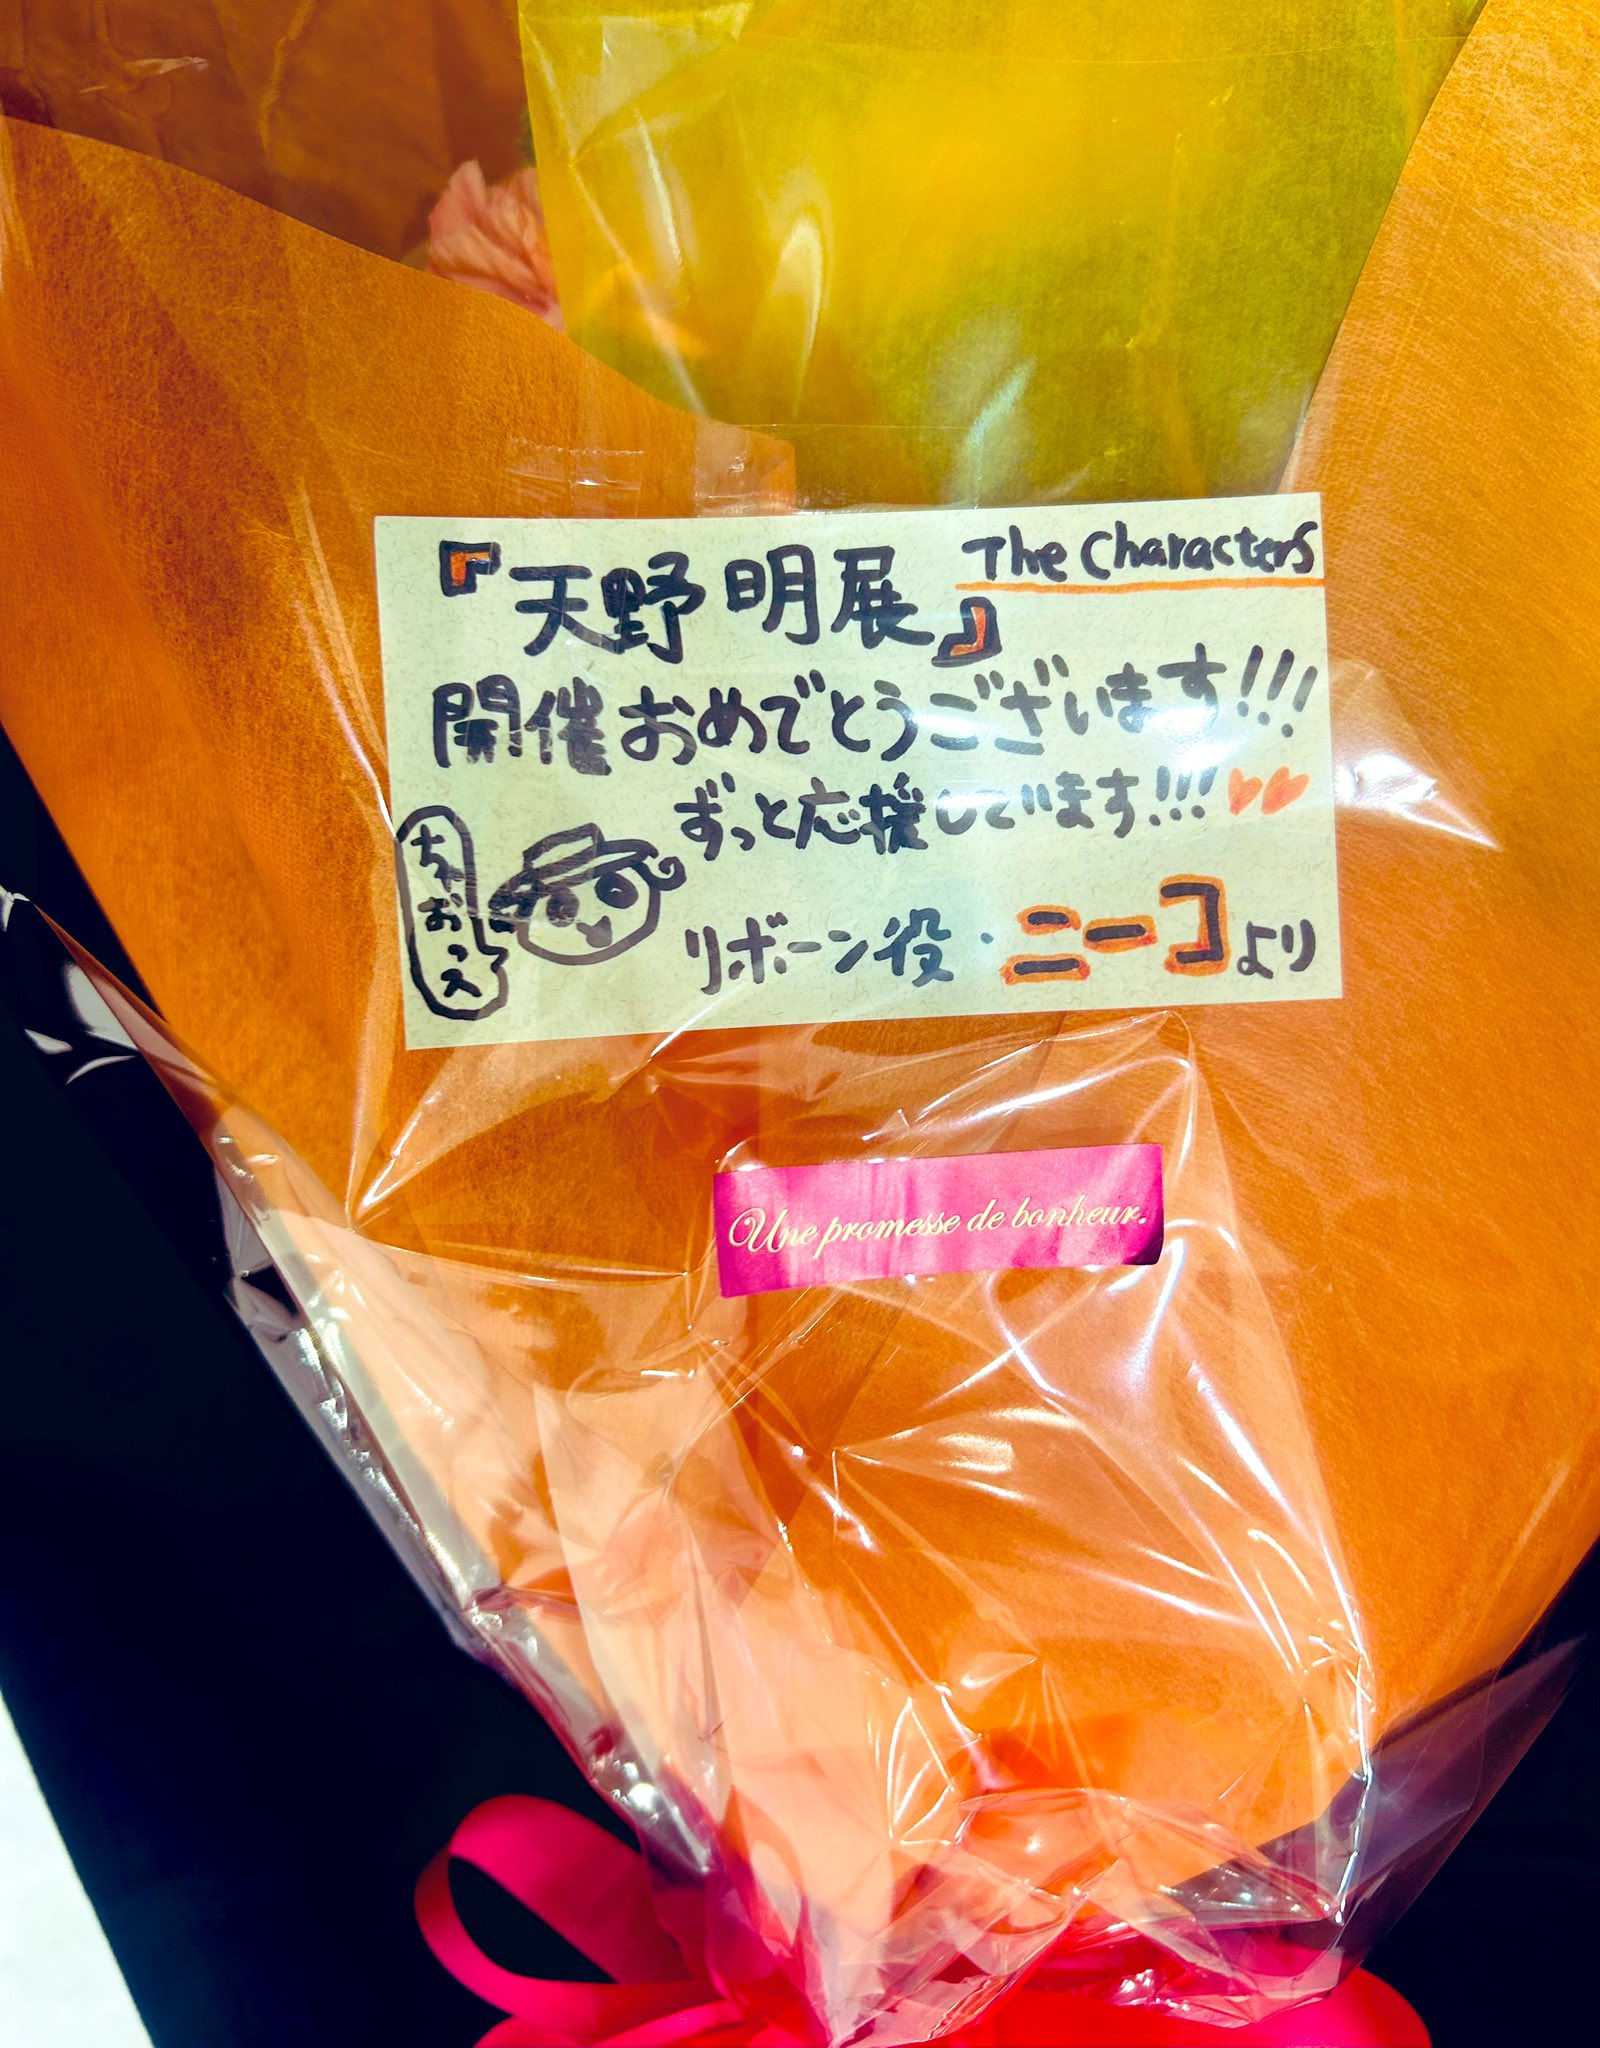 『天野明展 The Characters』
開催おめでとうございます!!!
ずっと応援しています!!!
ちゃおっス
リボーン役・ニーコより
Une promesse de bonheur.